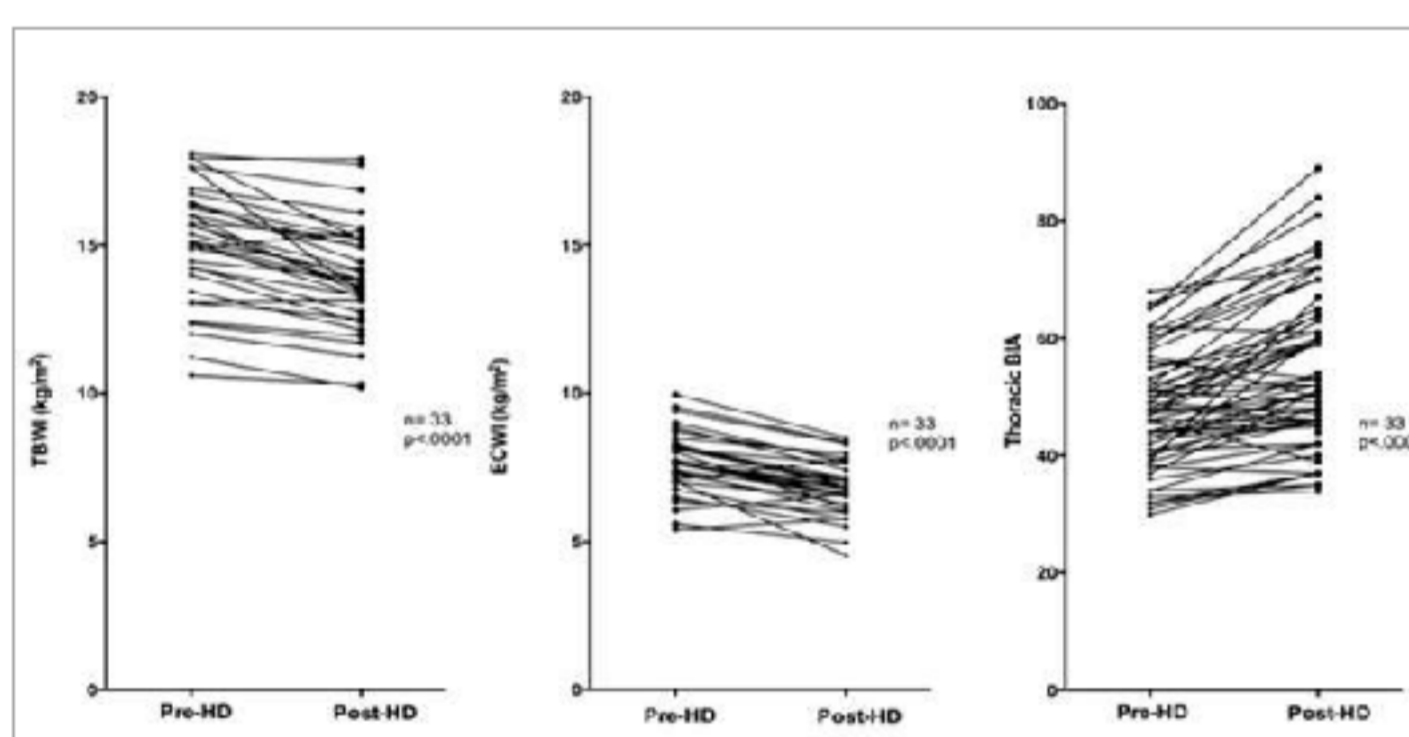 20
15
10
5
0
TBWI (kg/m²)
n= 33
p<.0001
Pre-HD
Post-HD
20
15
10
5
0
ECWI (kg/m²)
n= 33
p<.0001
Pre-HD
Post-HD
100
80
60
40
20
0
Thoracic BIA
n= 33
p<.000
Pre-HD
Post-HD